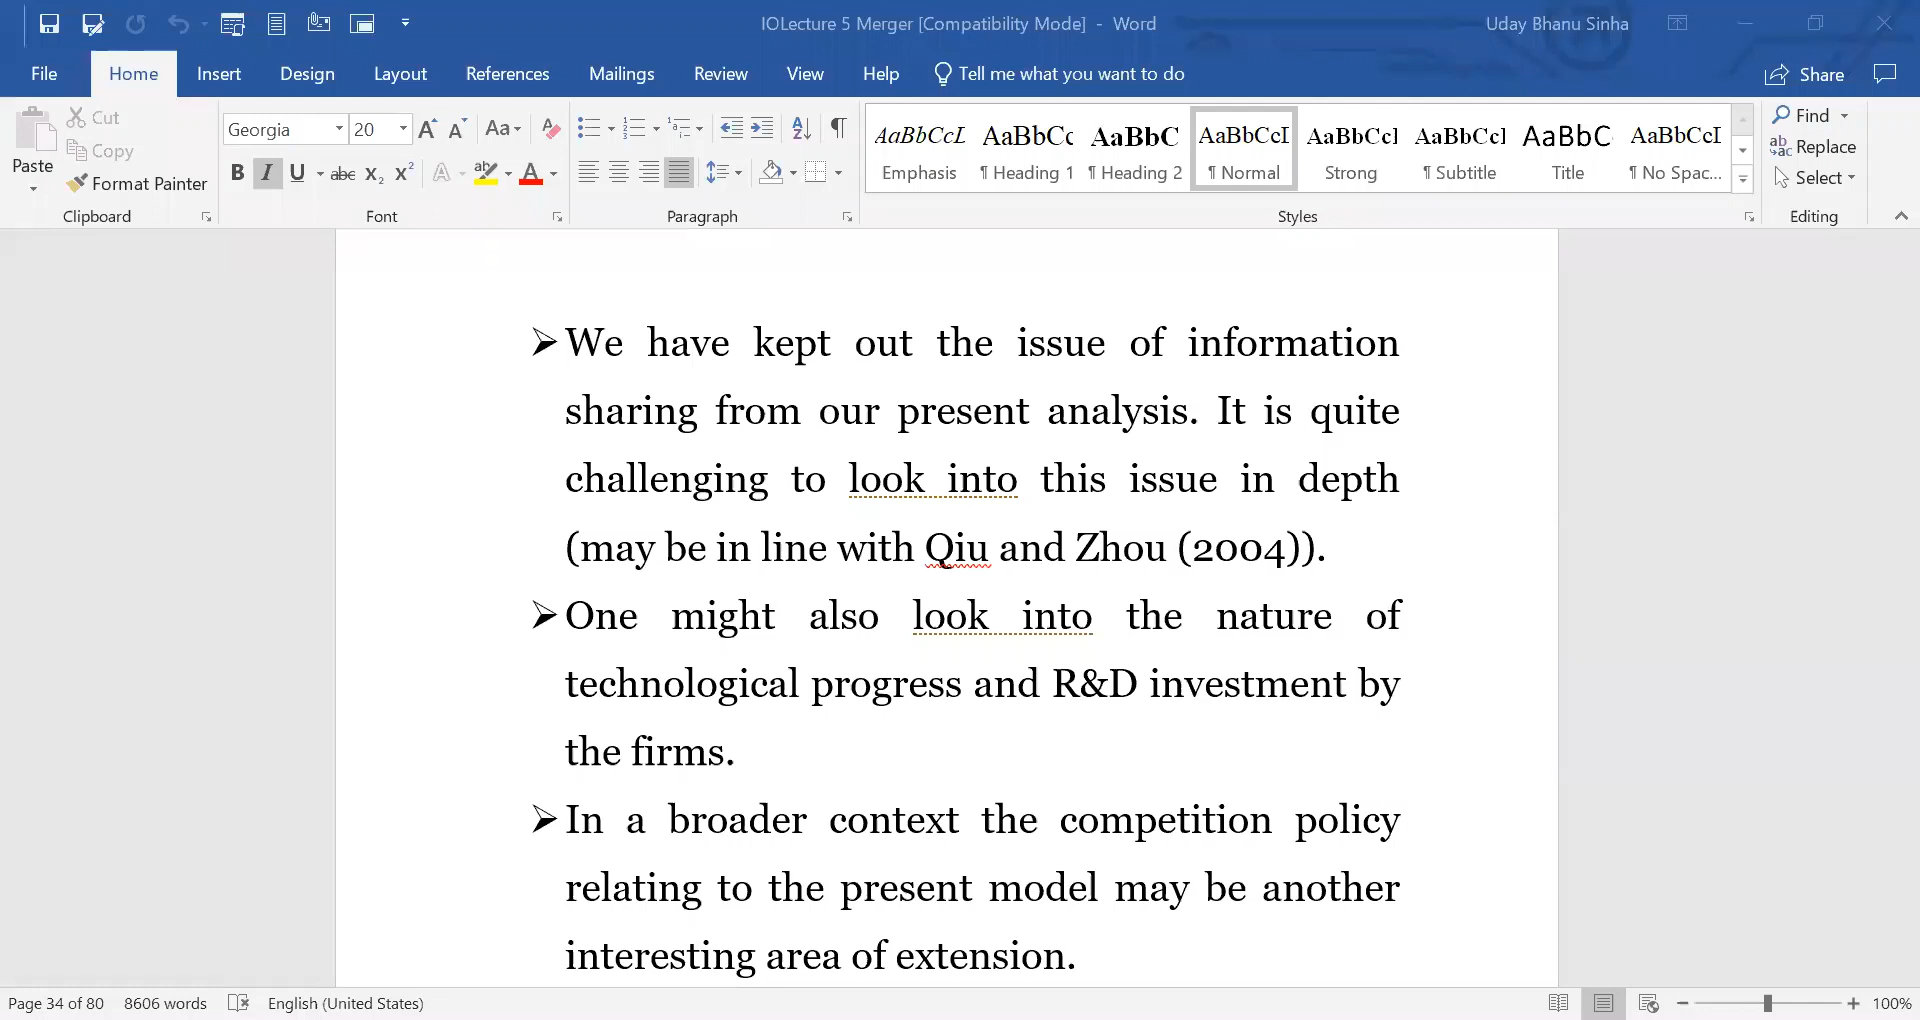 IOLecture 5 Merger [Compatibility Mode] - Word
Uday Bhanu Sinha
File Home Insert Design Layout References Mailings Review View Help Tell me what you want to do Share
Paste
Cut
Copy
Format Painter
Clipboard
Georgia 20 Aa
B I U abc X₂ X² A ab A
Font
Paragraph
AaBbCcL AaBbCc AaBbC AaBbCcI AaBbCcI AaBbCcI AaBbC AaBbCcI
Emphasis ¶ Heading 1 ¶ Heading 2 ¶ Normal Strong ¶ Subtitle Title ¶ No Spac...
Styles
Find
Replace
Select
Editing
➢ We have kept out the issue of information
sharing from our present analysis. It is quite
challenging to look into this issue in depth
(may be in line with Qiu and Zhou (2004)).
➢ One might also look into the nature of
technological progress and R&D investment by
the firms.
➢ In a broader context the competition policy
relating to the present model may be another
interesting area of extension.
Page 34 of 80 8606 words English (United States) 100%